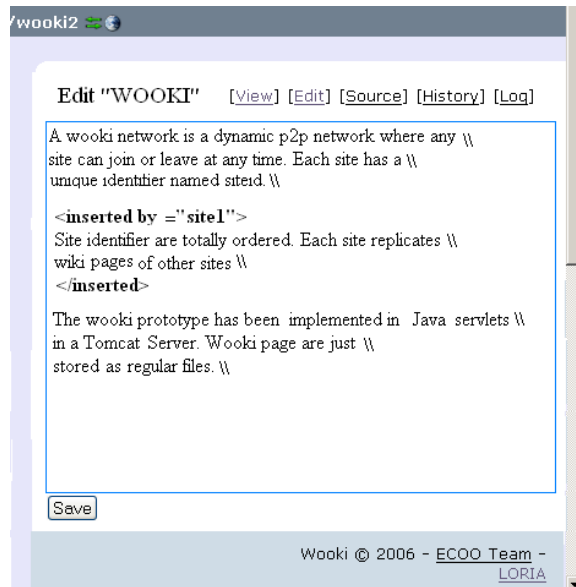 /wooki2
Edit "WOOKI" [View] [Edit] [Source] [History] [Log]
A wooki network is a dynamic p2p network where any \\
site can join or leave at any time. Each site has a \\
unique identifier named siteid. \\
<inserted by ="site1">
Site identifier are totally ordered. Each site replicates \\
wiki pages of other sites \\
</inserted>
The wooki prototype has been implemented in Java servlets \\
in a Tomcat Server. Wooki page are just \\
stored as regular files. \\
Save
Wooki © 2006 - ECOO Team -
LORIA